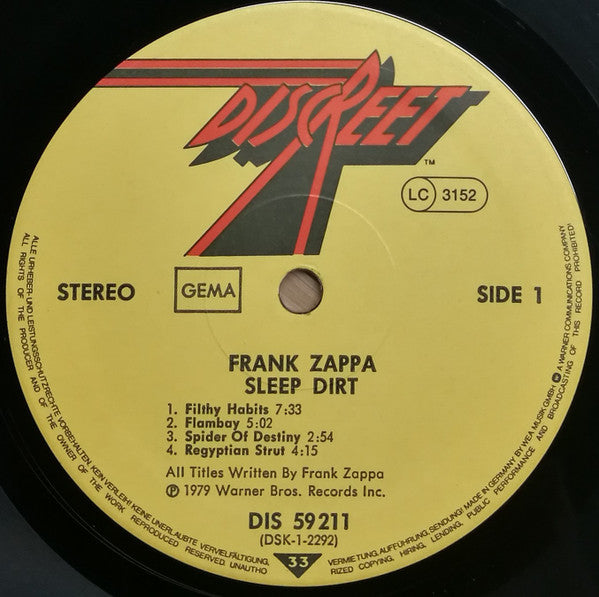 DISCREET
TM
LC 3152
STEREO
GEMA
SIDE 1
FRANK ZAPPA
SLEEP DIRT
1. Filthy Habits 7:33
2. Flambay 5:02
3. Spider Of Destiny 2:54
4. Regyptian Strut 4:15
All Titles Written By Frank Zappa
Ⓟ 1979 Warner Bros. Records Inc.
DIS 59 211
(DSK-1-2292)
33
ALLE URHEBER- UND LEISTUNGSSCHUTZRECHTE VORBEHALTEN. KEIN VERLEIH! KEINE UNERLAUBTE VERVIELFÄLTIGUNG, VERMIETUNG, AUFFÜHRUNG, SENDUNG! MADE IN GERMANY BY WEA MUSIK GMBH A WARNER COMMUNICATIONS COMPANY
ALL RIGHTS OF THE PRODUCER AND OF THE OWNER OF THE WORK REPRODUCED RESERVED. UNAUTHORIZED COPYING, HIRING, LENDING, PUBLIC PERFORMANCE AND BROADCASTING OF THIS RECORD PROHIBITED!